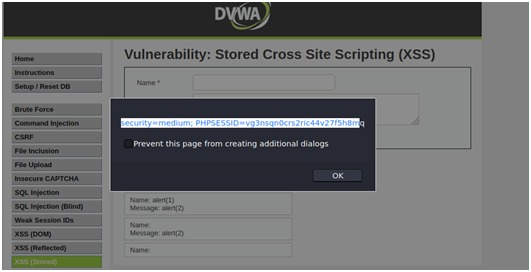 DVWA
Vulnerability: Stored Cross Site Scripting (XSS)
Home
Instructions
Setup / Reset DB
Brute Force
Command Injection
CSRF
File Inclusion
File Upload
Insecure CAPTCHA
SQL Injection
SQL Injection (Blind)
Weak Session IDs
XSS (DOM)
XSS (Reflected)
XSS (Stored)
Name *
security=medium; PHPSESSID=vg3nsqn0crs2ric44v27f5h8mq
Prevent this page from creating additional dialogs
OK
Name: alert(1)
Message: alert(2)
Name:
Message: alert(2)
Name: